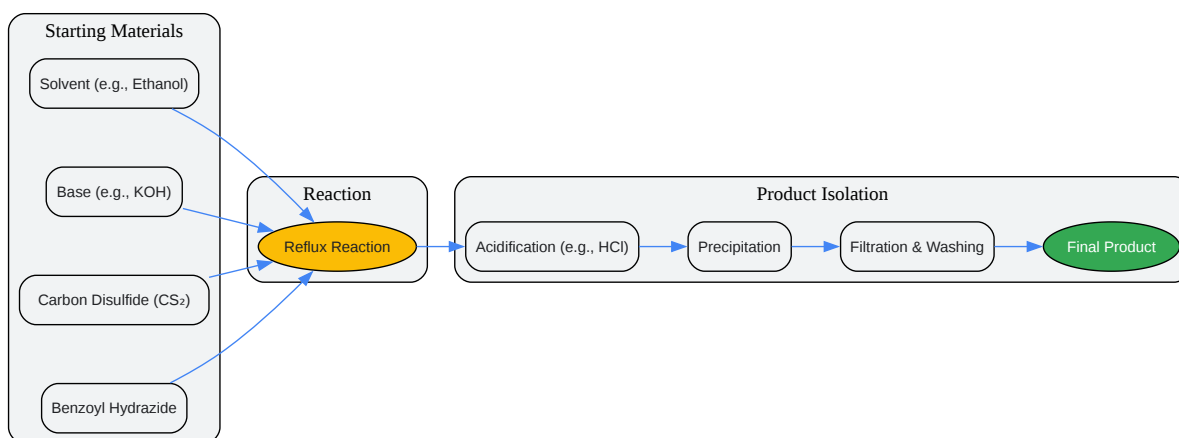 Starting Materials
Solvent (e.g., Ethanol)
Base (e.g., KOH)
Carbon Disulfide (CS₂)
Benzoyl Hydrazide
Reaction
Reflux Reaction
Product Isolation
Acidification (e.g., HCl)
Precipitation
Filtration & Washing
Final Product